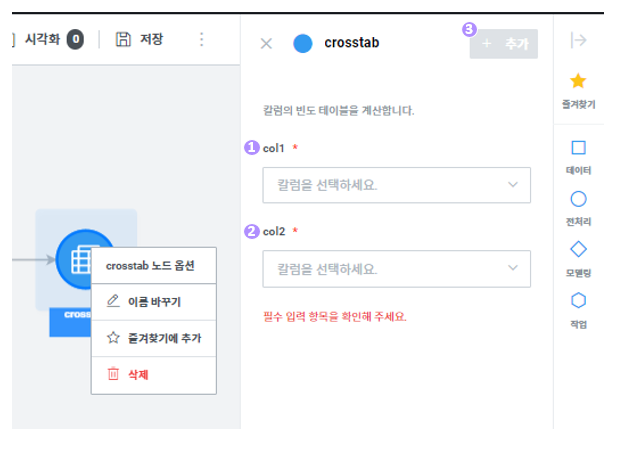 시각화 0
저장
crosstab
3
+ 추가
즐겨찾기
칼럼의 빈도 테이블을 계산합니다.
1 col1 *
칼럼을 선택하세요.
데이터
전처리
2 col2 *
칼럼을 선택하세요.
모델링
필수 입력 항목을 확인해 주세요.
작업
cross
crosstab 노드 옵션
이름 바꾸기
즐겨찾기에 추가
삭제